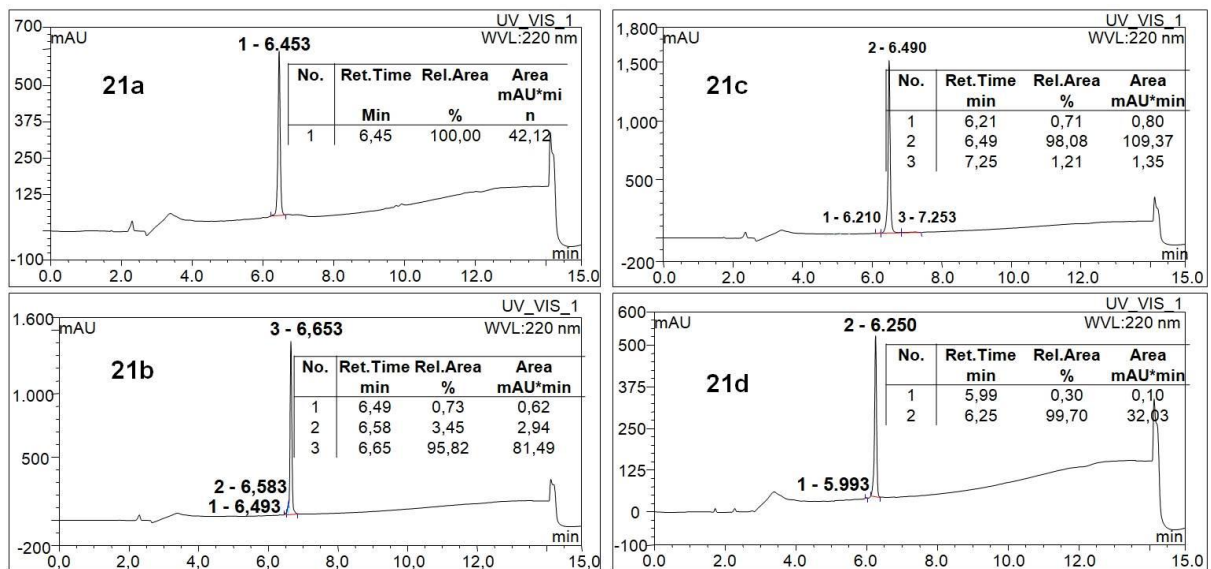 UV_VIS_1
700
mAU
WVL:220 nm
1 - 6.453
21a
No. Ret.Time Rel.Area Area
mAU*mi
n
Min %
1 6,45 100,00 42,12
500
375
250
125
-100
min
0.0 2.0 4.0 6.0 8.0 10.0 12.0 15.0
UV_VIS_1
1,800
mAU
WVL:220 nm
2 - 6.490
21c
No. Ret.Time Rel.Area Area
min % mAU*min
1 6,21 0,71 0,80
2 6,49 98,08 109,37
3 7,25 1,21 1,35
1,500
1,000
500
1 - 6.210 3 - 7.253
-200
min
0.0 2.0 4.0 6.0 8.0 10.0 12.0 15.0
UV_VIS_1
1.600
mAU
WVL:220 nm
3 - 6,653
21b
No. Ret.Time Rel.Area Area
min % mAU*min
1 6,49 0,73 0,62
2 6,58 3,45 2,94
3 6,65 95,82 81,49
1.000
500
2 - 6,583
1 - 6,493
-200
min
0,0 2,0 4,0 6,0 8,0 10,0 12,0 15,0
UV_VIS_1
600
mAU
WVL:220 nm
2 - 6.250
21d
No. Ret.Time Rel.Area Area
min % mAU*min
1 5,99 0,30 0,10
2 6,25 99,70 32,03
500
375
250
125
1 - 5.993
0
-100
min
0.0 2.0 4.0 6.0 8.0 10.0 12.0 15.0